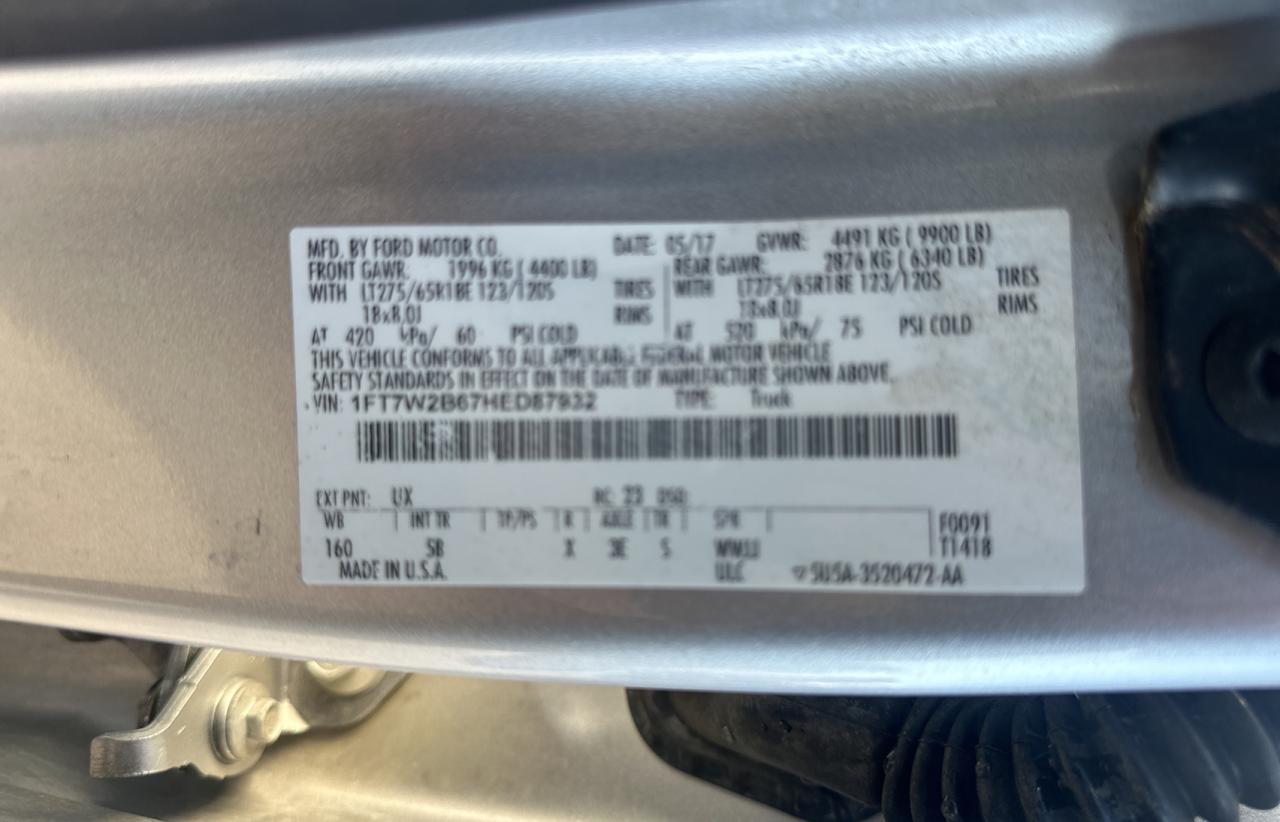 MFD. BY FORD MOTOR CO. DATE: 05/17 GVWR: 4491 KG ( 9900 LB)
FRONT GAWR: 1996 KG ( 4400 LB) REAR GAWR: 2876 KG ( 6340 LB)
WITH LT275/65R18E 123/120S TIRES WITH LT275/65R18E 123/120S TIRES
18x8.0J RIMS 18x8.0J RIMS
AT 420 kPa/ 60 PSI COLD AT 520 kPa/ 75 PSI COLD
THIS VEHICLE CONFORMS TO ALL APPLICABLE FEDERAL MOTOR VEHICLE
SAFETY STANDARDS IN EFFECT ON THE DATE OF MANUFACTURE SHOWN ABOVE.
VIN: 1FT7W2B67HED87932 TYPE: Truck
EXT PNT: UX RC: 23 DSO:
WB INT TR TP/PS R AXLE TR SPR F0091
160 SB X 3E S T1418
MADE IN U.S.A. ULC 5U5A-3520472-AA